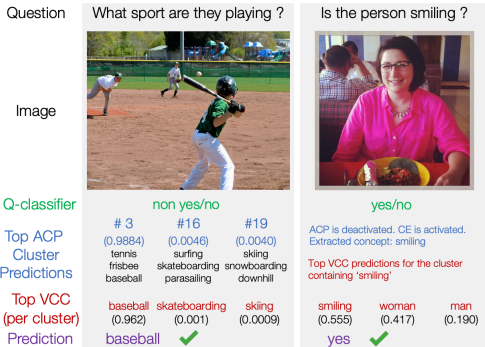 Question
What sport are they playing ?
Is the person smiling ?
Image
Q-classifier
non yes/no
yes/no
Top ACP
Cluster
Predictions
# 3
#16
#19
(0.9884)
(0.0046)
(0.0040)
tennis
surfing
skiing
frisbee
skateboarding
snowboarding
baseball
parasailing
downhill
ACP is deactivated. CE is activated.
Extracted concept: smiling
Top VCC predictions for the cluster
containing ‘smiling’
Top VCC
(per cluster)
baseball
skateboarding
skiing
(0.962)
(0.001)
(0.0009)
smiling
woman
man
(0.555)
(0.417)
(0.190)
Prediction
baseball
yes